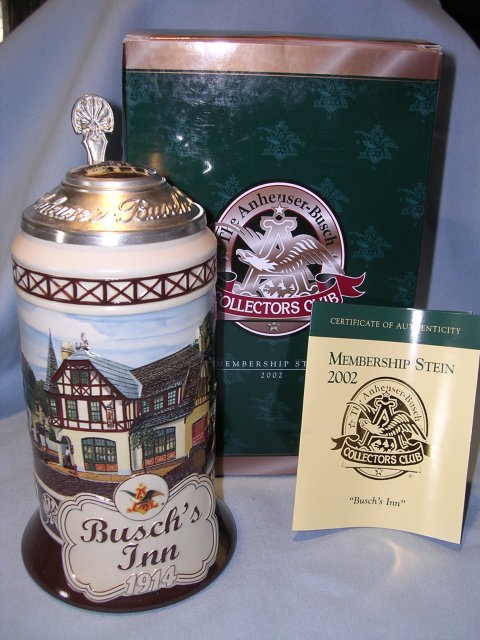 Anheuser-Busch
Busch's
Inn
1914
The Anheuser-Busch
A
COLLECTORS CLUB
MEMBERSHIP ST
2002
CERTIFICATE OF AUTHENTICITY
MEMBERSHIP STEIN
2002
The Anheuser-Busch
A
COLLECTORS CLUB
"Busch's Inn"